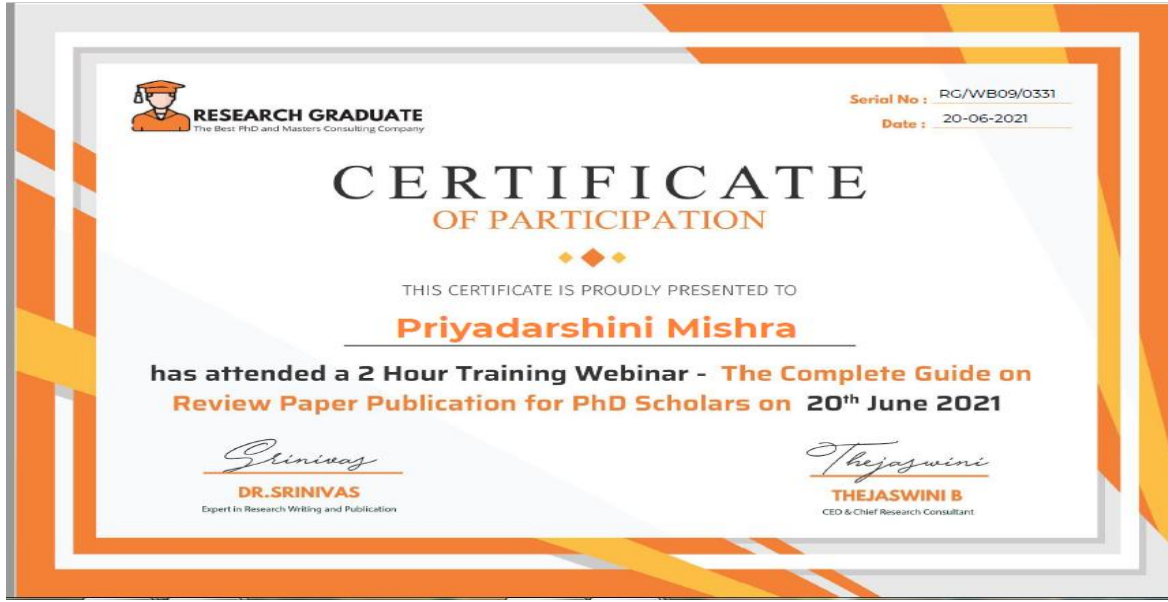 RESEARCH GRADUATE
The Best PhD and Masters Consulting Company
Serial No : RG/WB09/0331
Date : 20-06-2021
CERTIFICATE
OF PARTICIPATION
THIS CERTIFICATE IS PROUDLY PRESENTED TO
Priyadarshini Mishra
has attended a 2 Hour Training Webinar - The Complete Guide on
Review Paper Publication for PhD Scholars on 20th June 2021
Srinivas
Thejaswini
DR.SRINIVAS
Expert in Research Writing and Publication
THEJASWINI B
CEO & Chief Research Consultant